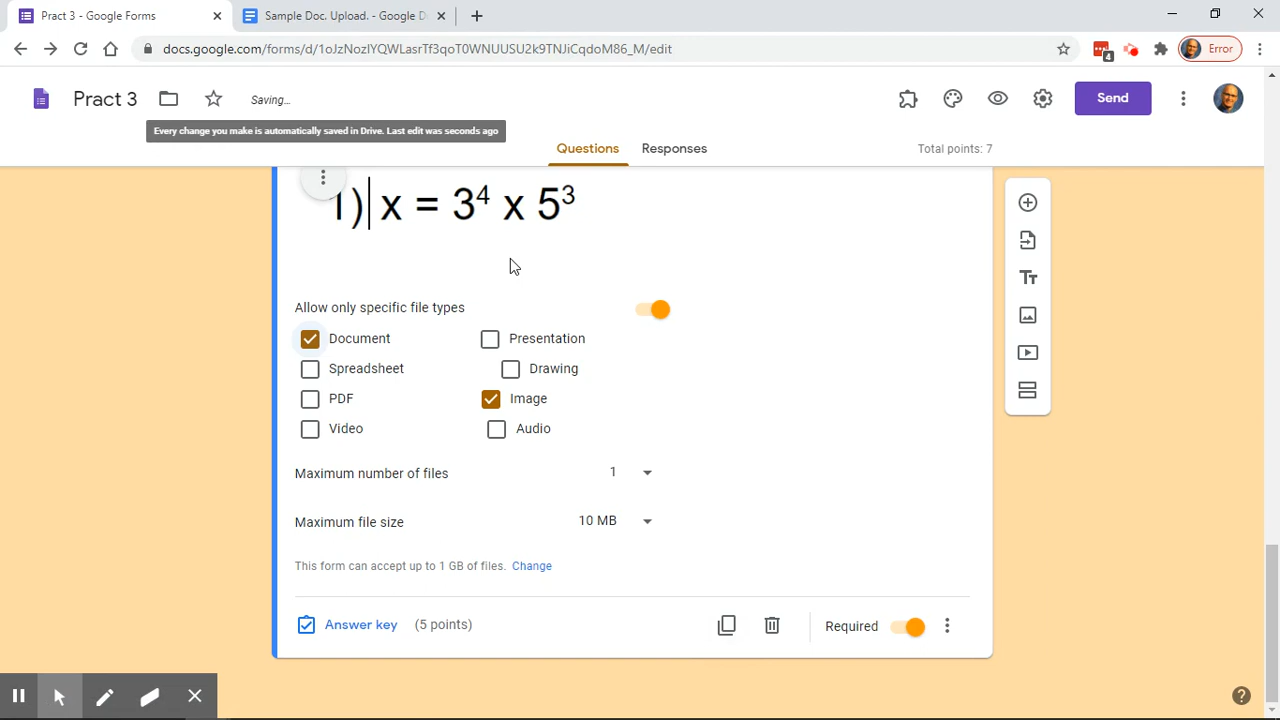 Pract 3 - Google Forms
Sample Doc. Upload. - Google D
docs.google.com/forms/d/1oJzNozlYQWLasrTf3qoT0WNUUSU2k9TNJiCqdoM86_M/edit
4
Error
Pract 3
Saving...
Send
Every change you make is automatically saved in Drive. Last edit was seconds ago
Questions
Responses
Total points: 7
1) x = 3⁴ x 5³
Allow only specific file types
Document
Presentation
Spreadsheet
Drawing
PDF
Image
Video
Audio
Maximum number of files
1
Maximum file size
10 MB
This form can accept up to 1 GB of files. Change
Answer key
(5 points)
Required